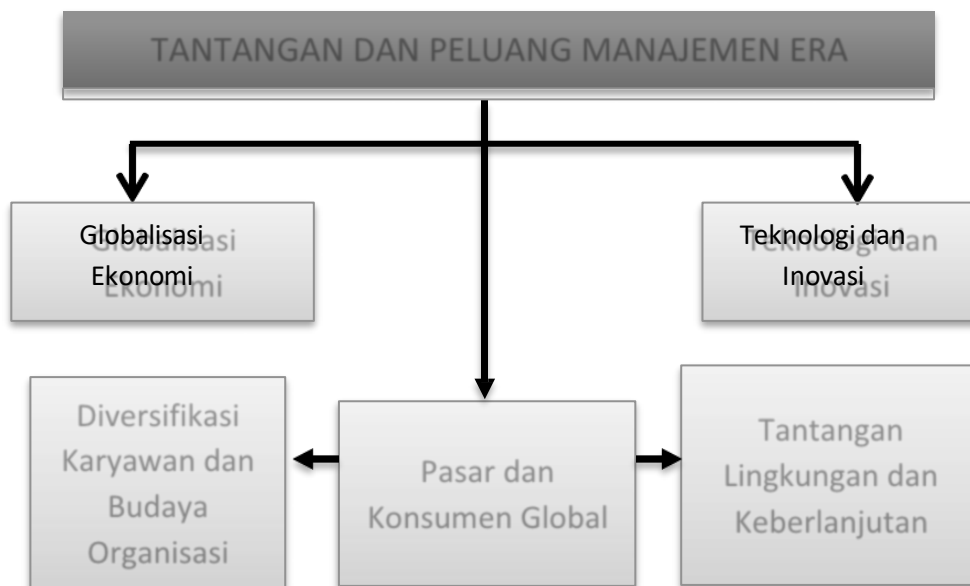 TANTANGAN DAN PELUANG MANAJEMEN ERA
Globalisasi
Ekonomi
Teknologi dan
Inovasi
Diversifikasi
Karyawan dan
Budaya
Organisasi
Pasar dan
Konsumen Global
Tantangan
Lingkungan dan
Keberlanjutan